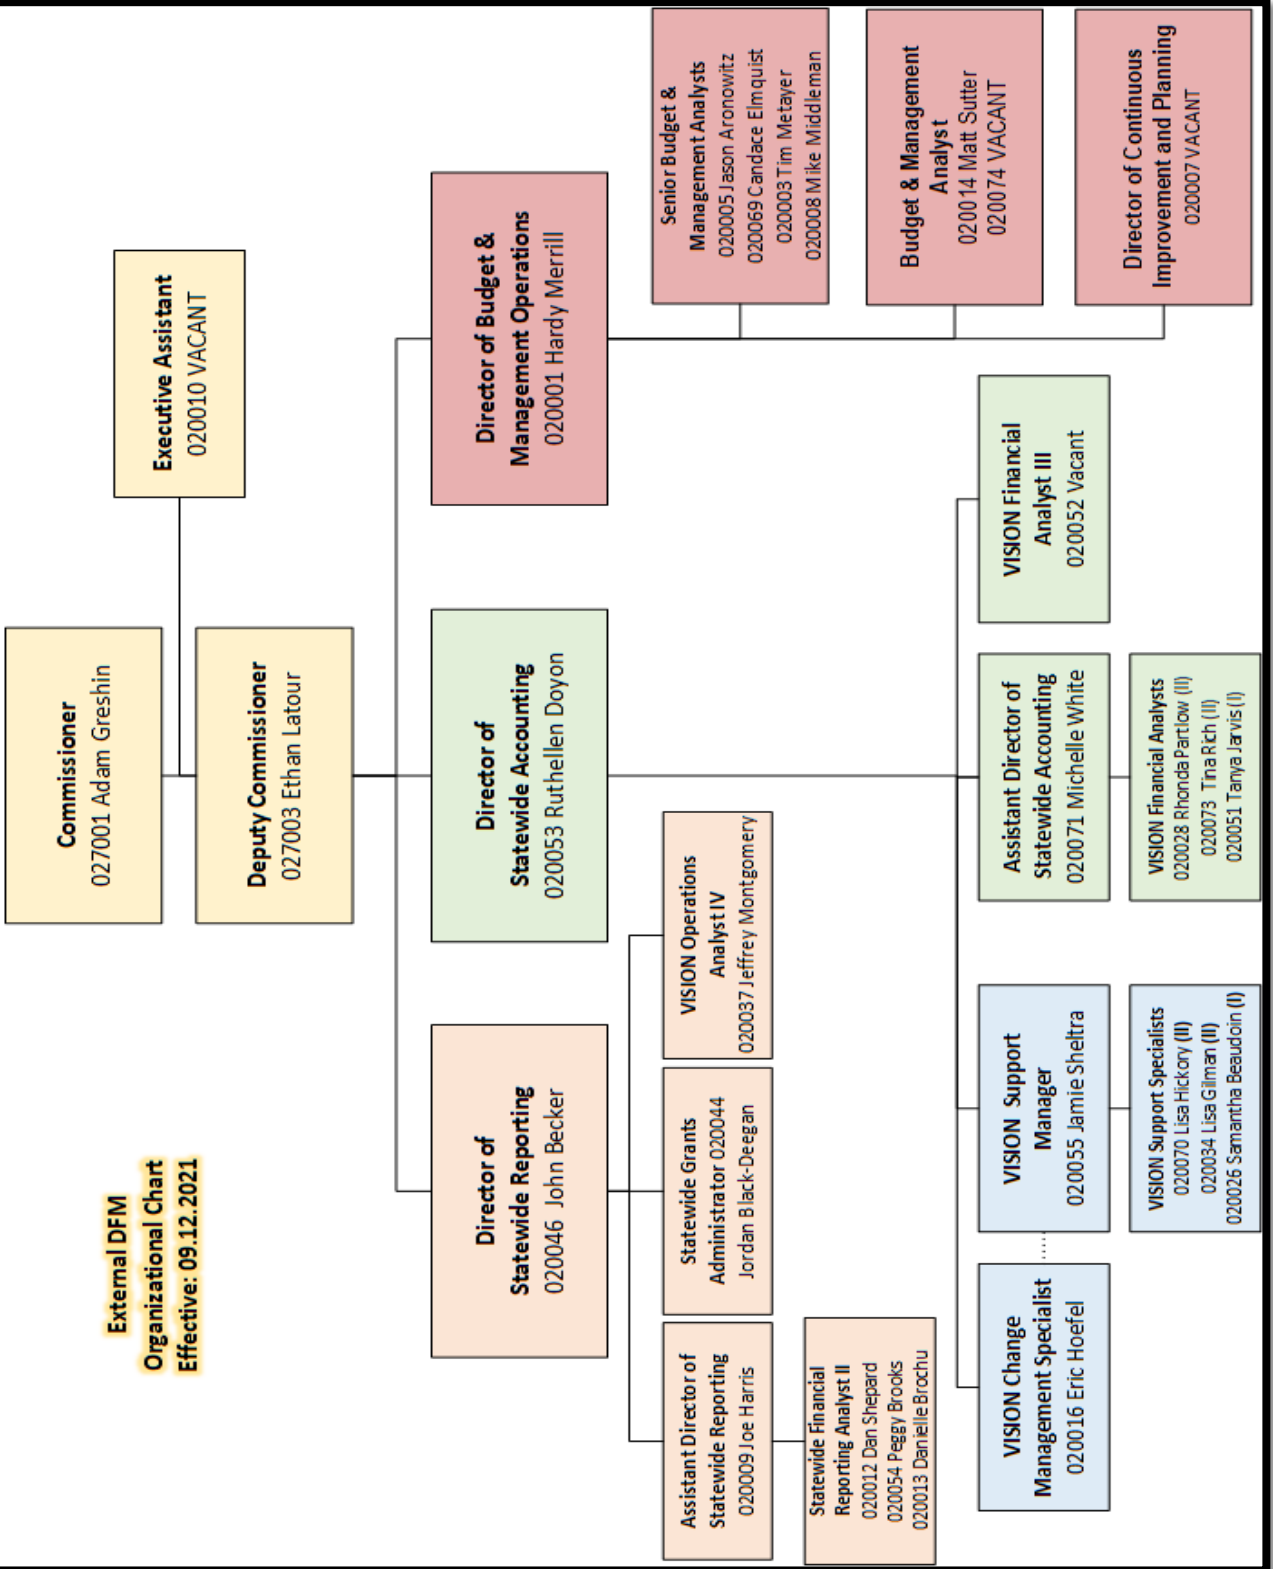 External DFM
Organizational Chart
Effective: 09.12.2021
Commissioner
027001 Adam Greshin
Executive Assistant
020010 VACANT
Deputy Commissioner
027003 Ethan Latour
Director of
Statewide Reporting
020046 John Becker
Director of
Statewide Accounting
020053 Ruthellen Doyon
Director of Budget &
Management Operations
020001 Hardy Merrill
Assistant Director of
Statewide Reporting
020009 Joe Harris
Statewide Grants
Administrator 020044
Jordan Black-Deegan
VISION Operations
Analyst IV
020037 Jeffrey Montgomery
Statewide Financial
Reporting Analyst II
020012 Dan Shepard
020054 Peggy Brooks
020013 Danielle Brochu
Senior Budget &
Management Analysts
020005 Jason Aronowitz
020069 Candace Elmquist
020003 Tim Metayer
020008 Mike Middleman
Budget & Management
Analyst
020014 Matt Sutter
020074 VACANT
Director of Continuous
Improvement and Planning
020007 VACANT
VISION Change
Management Specialist
020016 Eric Hoefel
VISION Support
Manager
020055 Jamie Sheltra
Assistant Director of
Statewide Accounting
020071 Michelle White
VISION Financial
Analyst III
020052 Vacant
VISION Support Specialists
020070 Lisa Hickory (II)
020034 Lisa Gilman (II)
020026 Samantha Beaudoin (I)
VISION Financial Analysts
020028 Rhonda Partlow (II)
020073 Tina Rich (II)
020051 Tanya Jarvis (I)